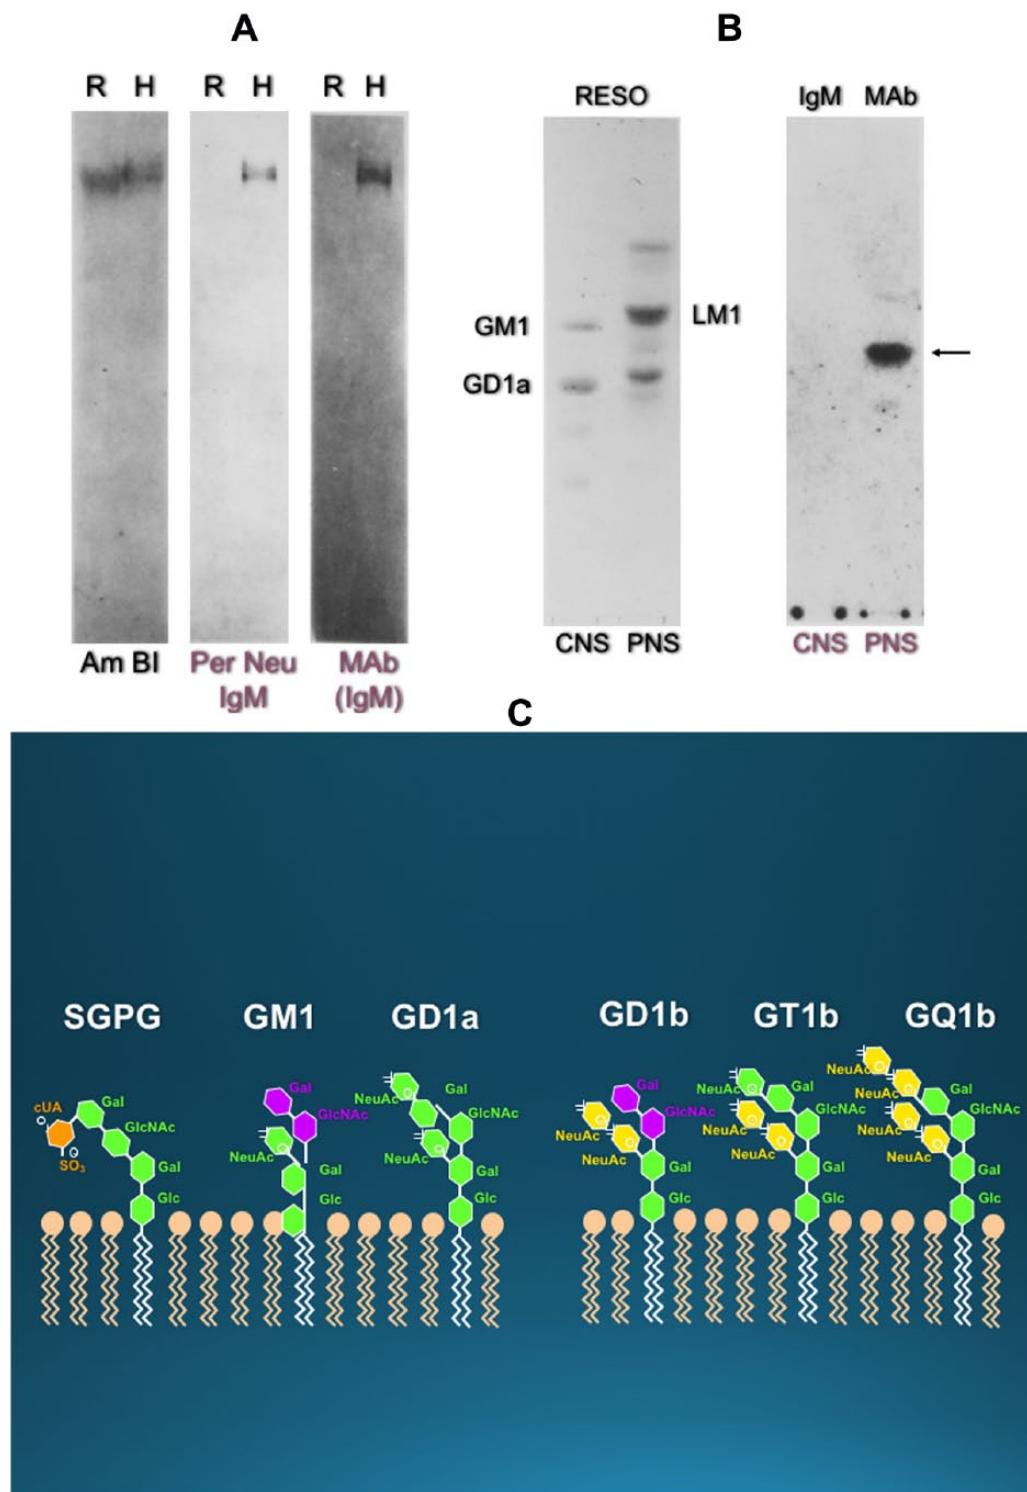 A
B
R H
R H
R H
RESO
IgM MAb
GM1
LM1
GD1a
Am Bl
Per Neu
IgM
MAb
(IgM)
CNS PNS
CNS PNS
C
SGPG
GM1
GD1a
GD1b
GT1b
GQ1b
cUA
Gal
GlcNAc
SO3
Gal
Glc
Gal
GlcNAc
NeuAc
Gal
Glc
NeuAc
Gal
GlcNAc
NeuAc
Gal
Glc
Gal
GlcNAc
NeuAc
NeuAc
Gal
Glc
NeuAc
Gal
GlcNAc
NeuAc
NeuAc
Gal
Glc
NeuAc
NeuAc
Gal
GlcNAc
NeuAc
NeuAc
Gal
Glc